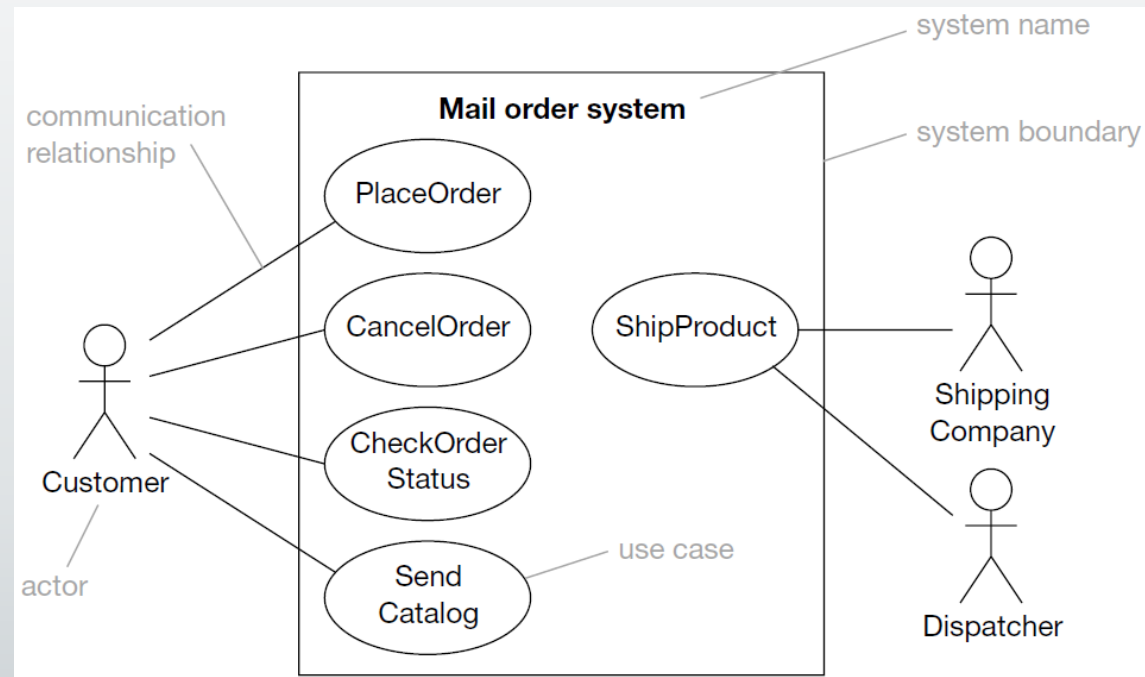 system name
Mail order system
communication
relationship
system boundary
PlaceOrder
CancelOrder
ShipProduct
Shipping
Company
CheckOrder
Status
Customer
use case
actor
Send
Catalog
Dispatcher